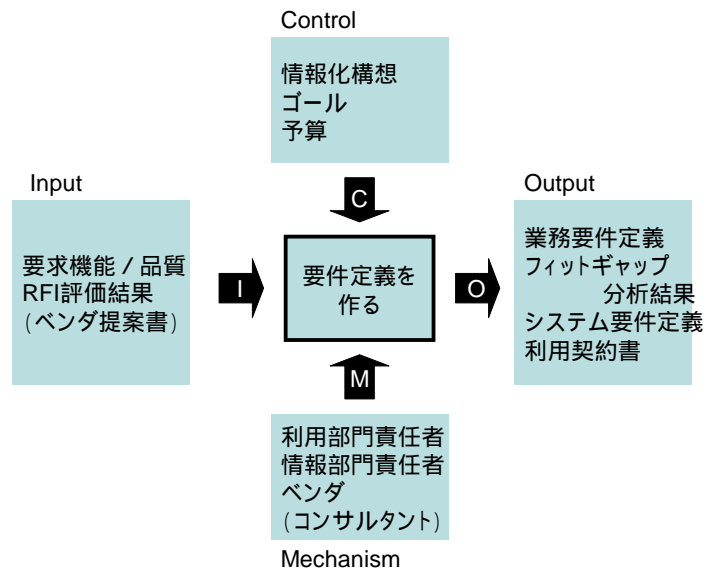 Control
情報化構想
ゴール
予算
C
Input
要求機能 / 品質
RFI評価結果
(ベンダ提案書)
I
要件定義を
作る
O
Output
業務要件定義
フィットギャップ
分析結果
システム要件定義
利用契約書
M
利用部門責任者
情報部門責任者
ベンダ
(コンサルタント)
Mechanism